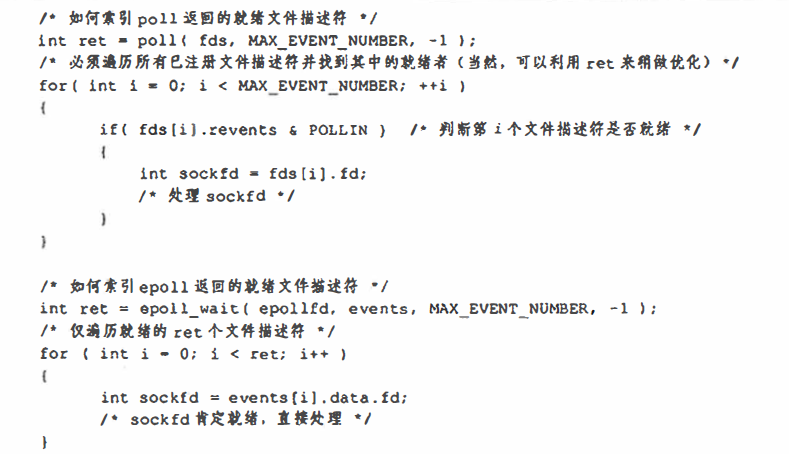 /* 如何索引 poll 返回的就绪文件描述符 */
int ret = poll( fds, MAX_EVENT_NUMBER, -1 );
/* 必须遍历所有已注册文件描述符并找到其中的就绪者（当然，可以利用 ret 来稍做优化）*/
for( int i = 0; i < MAX_EVENT_NUMBER; ++i )
{
if( fds[i].revents & POLLIN ) /* 判断第 i 个文件描述符是否就绪 */
{
int sockfd = fds[i].fd;
/* 处理 sockfd */
}
}
/* 如何索引 epoll 返回的就绪文件描述符 */
int ret = epoll_wait( epollfd, events, MAX_EVENT_NUMBER, -1 );
/* 仅遍历就绪的 ret 个文件描述符 */
for ( int i = 0; i < ret; i++ )
{
int sockfd = events[i].data.fd;
/* sockfd 肯定就绪，直接处理 */
}